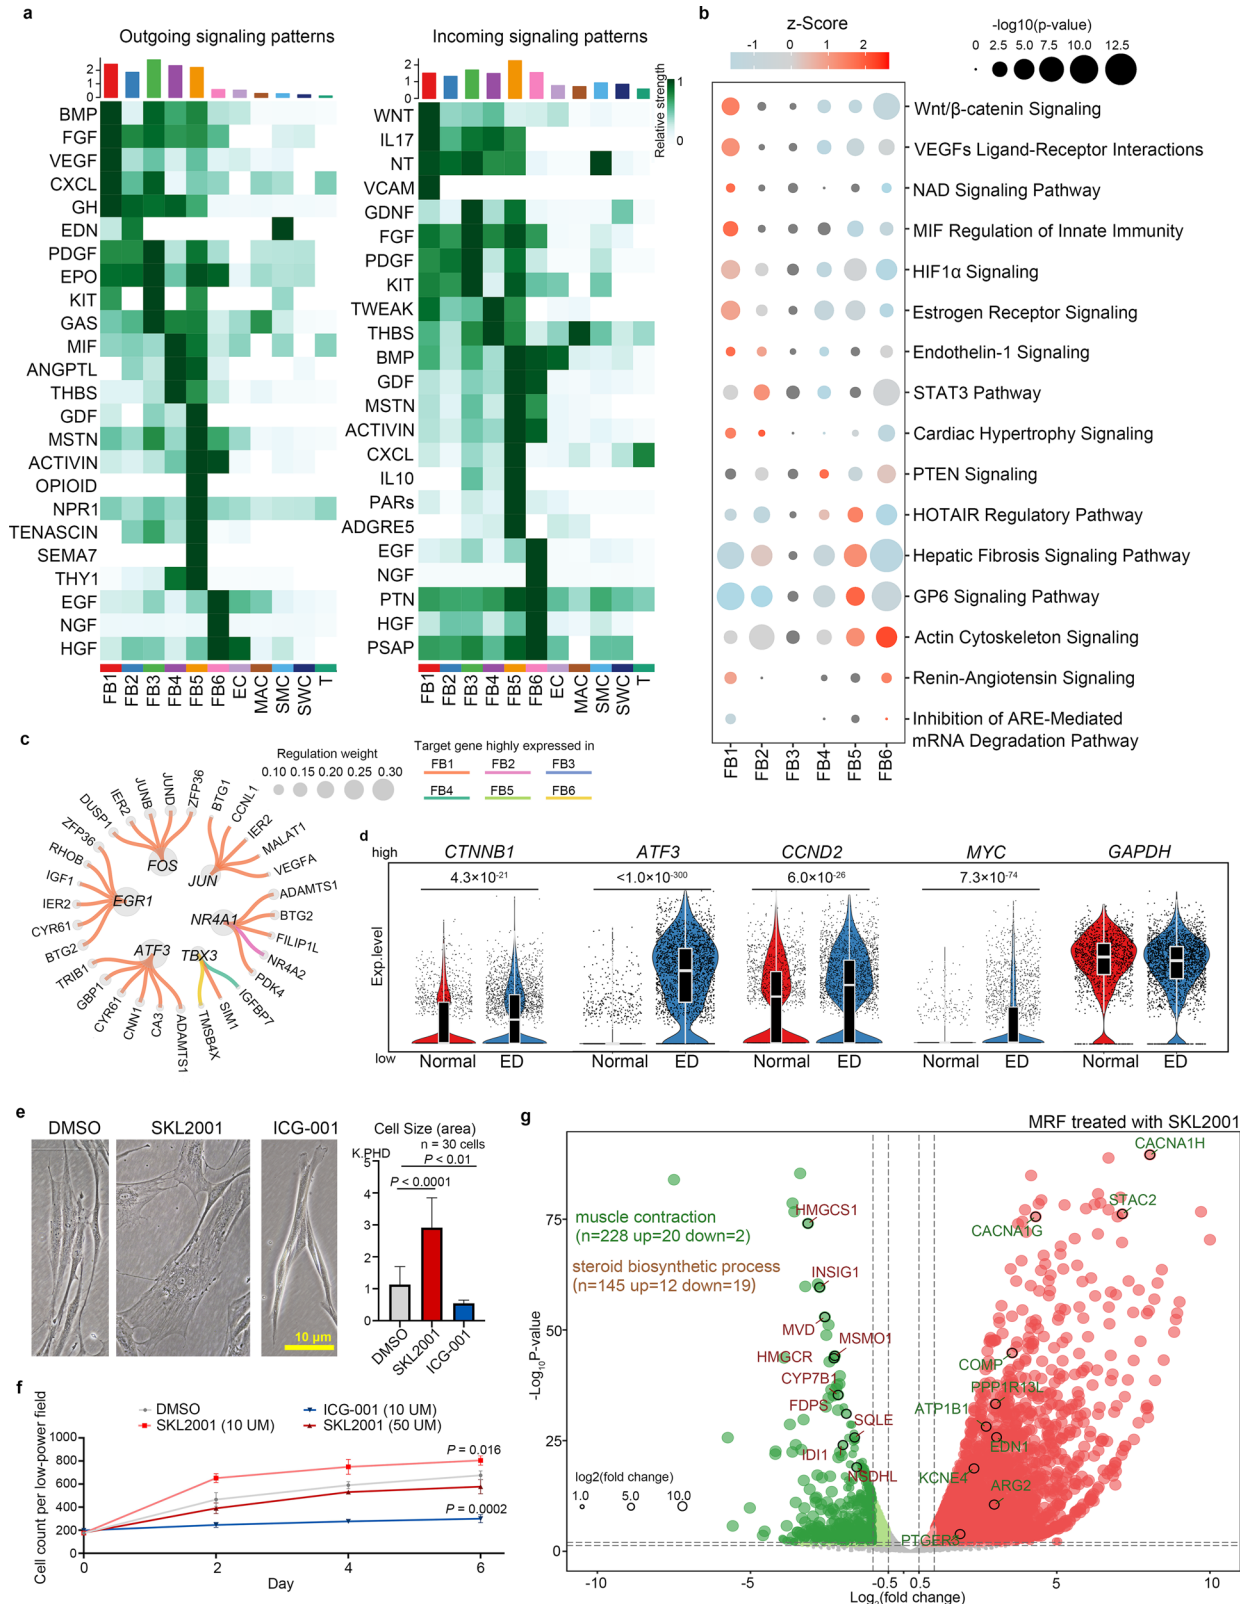 a
Outgoing signaling patterns
Incoming signaling patterns
2
1
0
2
1
0
Relative strength
1
0
BMP
FGF
VEGF
CXCL
GH
EDN
PDGF
EPO
KIT
GAS
MIF
ANGPTL
THBS
GDF
MSTN
ACTIVIN
OPIOID
NPR1
TENASCIN
SEMA7
THY1
EGF
NGF
HGF
FB1 FB2 FB3 FB4 FB5 FB6 EC MAC SMC SWC T
WNT
IL17
NT
VCAM
GDNF
FGF
PDGF
KIT
TWEAK
THBS
BMP
GDF
MSTN
ACTIVIN
CXCL
IL10
PARs
ADGRE5
EGF
NGF
PTN
HGF
PSAP
FB1 FB2 FB3 FB4 FB5 FB6 EC MAC SMC SWC T
b
z-Score
-1 0 1 2
-log10(p-value)
0 2.5 5.0 7.5 10.0 12.5
Wnt/β-catenin Signaling
VEGFs Ligand-Receptor Interactions
NAD Signaling Pathway
MIF Regulation of Innate Immunity
HIF1α Signaling
Estrogen Receptor Signaling
Endothelin-1 Signaling
STAT3 Pathway
Cardiac Hypertrophy Signaling
PTEN Signaling
HOTAIR Regulatory Pathway
Hepatic Fibrosis Signaling Pathway
GP6 Signaling Pathway
Actin Cytoskeleton Signaling
Renin-Angiotensin Signaling
Inhibition of ARE-Mediated
mRNA Degradation Pathway
FB1 FB2 FB3 FB4 FB5 FB6
c
Regulation weight
0.10 0.15 0.20 0.25 0.30
Target gene highly expressed in
FB1 FB2 FB3
FB4 FB5 FB6
DUSP1
IER2
JUNB
JUND
ZFP36
FOS
BTG1
CCNL1
IER2
MALAT1
VEGFA
JUN
ZFP36
RHOB
IGF1
IER2
CYR61
BTG2
EGR1
ADAMTS1
BTG2
FILIP1L
NR4A2
PDK4
NR4A1
TRIB1
GBP1
CYR61
CNN1
CA3
ADAMTS1
ATF3
TBX3
TMSB4X
SIM1
IGFBP7
d
high
low
Exp.level
CTNNB1 ATF3 CCND2 MYC GAPDH
4.3×10-21 <1.0×10-300 6.0×10-26 7.3×10-74
Normal ED Normal ED Normal ED Normal ED Normal ED
e
DMSO SKL2001 ICG-001
10 μm
Cell Size (area)
n = 30 cells
K.PHD
P < 0.01
P < 0.0001
5
4
3
2
1
0
DMSO
SKL2001
ICG-001
f
DMSO
ICG-001 (10 UM)
SKL2001 (10 UM)
SKL2001 (50 UM)
Cell count per low-power field
1000
800
600
400
200
0
P = 0.016
P = 0.0002
0 2 4 6
Day
g
MRF treated with SKL2001
CACNA1H
STAC2
CACNA1G
HMGCS1
muscle contraction
(n=228 up=20 down=2)
steroid biosynthetic process
(n=145 up=12 down=19)
INSIG1
MVD
MSMO1
HMGCR
CYP7B1
FDPS
SQLE
IDI1
NSDHL
COMP
PPP1R13L
ATP1B1
EDN1
KCNE4
ARG2
PTGER3
log2(fold change)
1.0 5.0 10.0
-Log10P-value
75
50
25
0
-10 -5 -0.5 0.5 5 10
Log2(fold change)